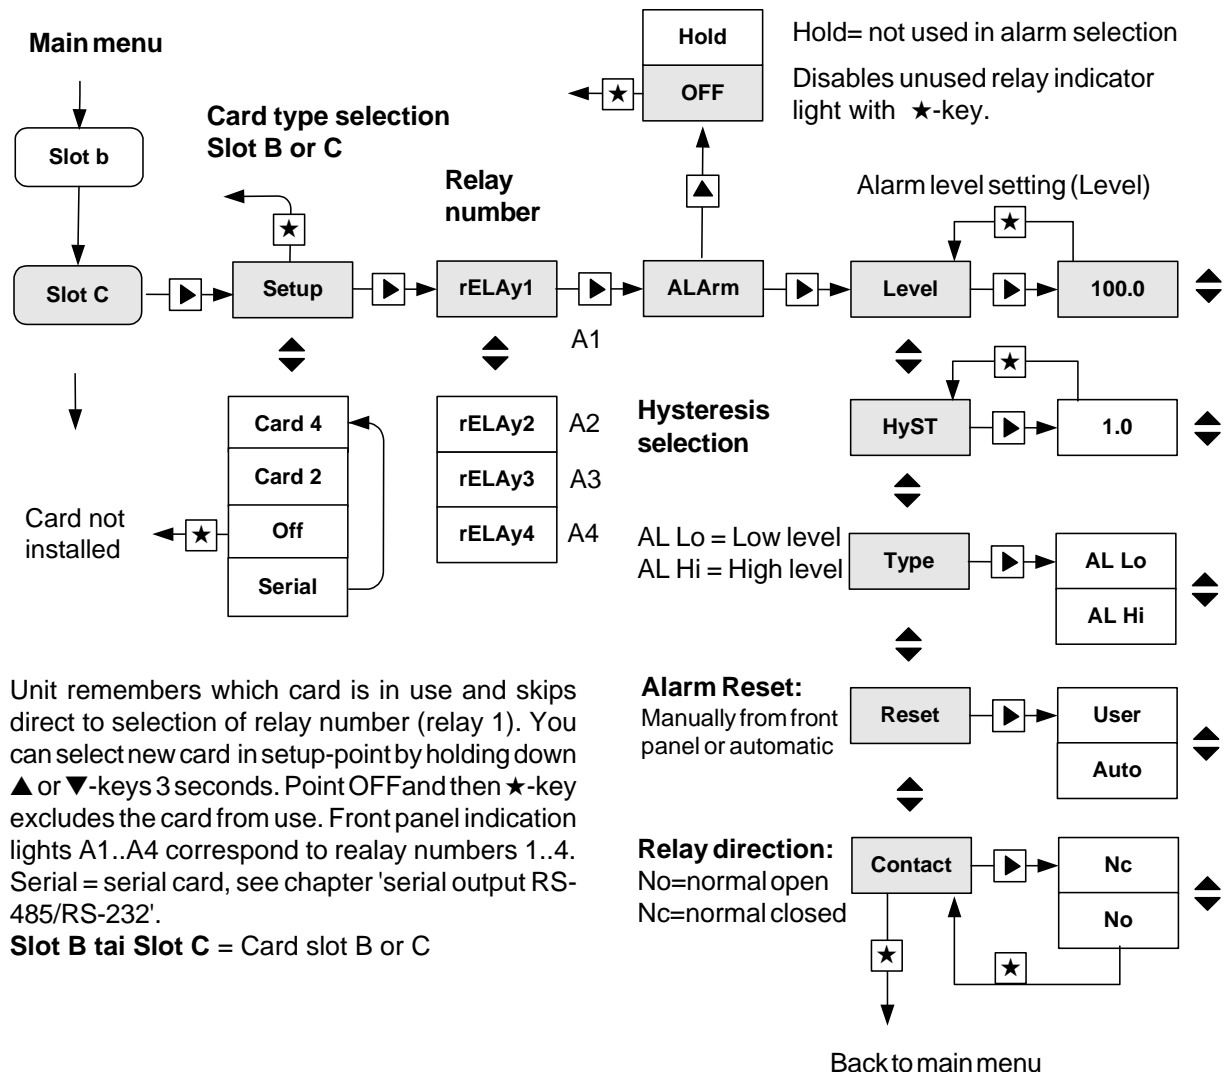 Main menu
Slot b
Slot C
Card type selection
Slot B or C
★
Setup
Card 4
Card 2
Off
Serial
★
Card not
installed
Relay
number
rELAy1
A1
rELAy2 A2
rELAy3 A3
rELAy4 A4
Hold
OFF
★
Hold= not used in alarm selection
Disables unused relay indicator
light with ★-key.
ALArm
Alarm level setting (Level)
★
Level
100.0
Hysteresis
selection
★
HyST
1.0
AL Lo = Low level
AL Hi = High level
Type
AL Lo
AL Hi
Alarm Reset:
Manually from front
panel or automatic
Reset
User
Auto
Relay direction:
No=normal open
Nc=normal closed
Contact
Nc
No
★
★
Back to main menu
Unit remembers which card is in use and skips
direct to selection of relay number (relay 1). You
can select new card in setup-point by holding down
▲ or ▼-keys 3 seconds. Point OFF and then ★-key
excludes the card from use. Front panel indication
lights A1..A4 correspond to realay numbers 1..4.
Serial = serial card, see chapter 'serial output RS-
485/RS-232'.
Slot B tai Slot C = Card slot B or C